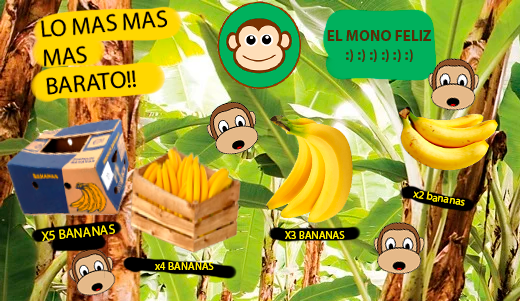 LO MAS MAS
MAS
BARATO!!
EL MONO FELIZ
:) :) :) :) :) :)
BANANAS
X5 BANANAS
x4 BANANAS
X3 BANANAS
x2 bananas